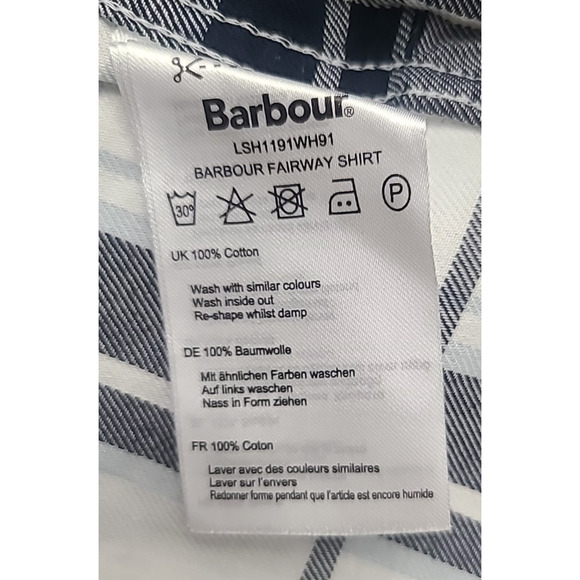 Barbour®
LSH1191WH91
BARBOUR FAIRWAY SHIRT
30°
P
UK 100% Cotton
Wash with similar colours
Wash inside out
Re-shape whilst damp
DE 100% Baumwolle
Mit ähnlichen Farben waschen
Auf links waschen
Nass in Form ziehen
FR 100% Coton
Laver avec des couleurs similaires
Laver sur l'envers
Redonner forme pendant que l'article est encore humide